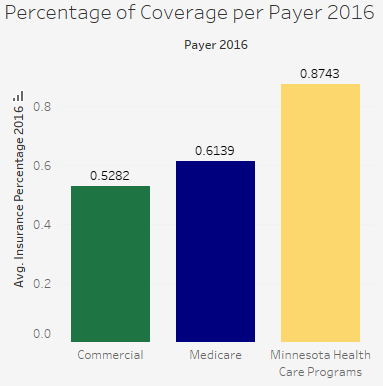 Percentage of Coverage per Payer 2016
Payer 2016
Avg. Insurance Percentage 2016
0.8
0.6
0.4
0.2
0.0
0.5282
0.6139
0.8743
Commercial
Medicare
Minnesota Health
Care Programs